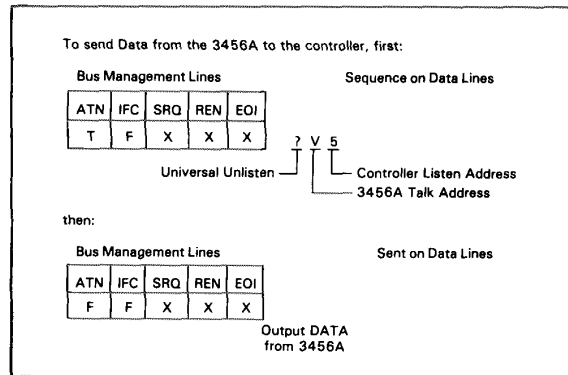 To send Data from the 3456A to the controller, first:
Bus Management Lines
Sequence on Data Lines
ATN IFC SRQ REN EOI
T F X X X
? V 5
Universal Unlisten
Controller Listen Address
3456A Talk Address
then:
Bus Management Lines
Sent on Data Lines
ATN IFC SRQ REN EOI
F F X X X
Output DATA
from 3456A